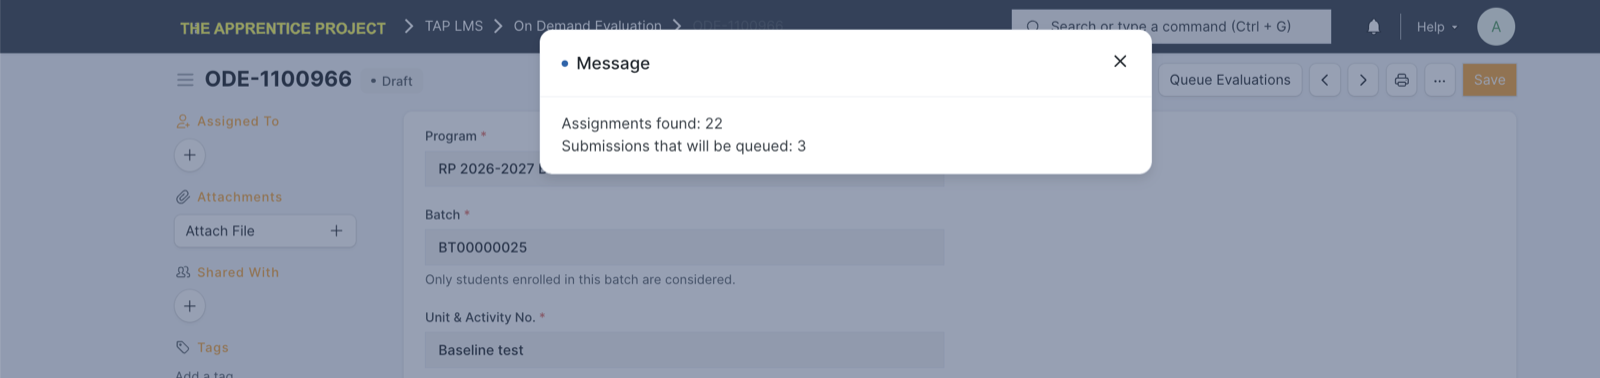 THE APPRENTICE PROJECT
TAP LMS
On Demand Evaluation
ODE-1100966
Search or type a command (Ctrl + G)
Help
A
Message
Assignments found: 22
Submissions that will be queued: 3
ODE-1100966
Draft
Queue Evaluations
Save
Assigned To
Attachments
Attach File
Shared With
Tags
Add a tag
Program *
RP 2026-2027
Batch *
BT00000025
Only students enrolled in this batch are considered.
Unit & Activity No. *
Baseline test